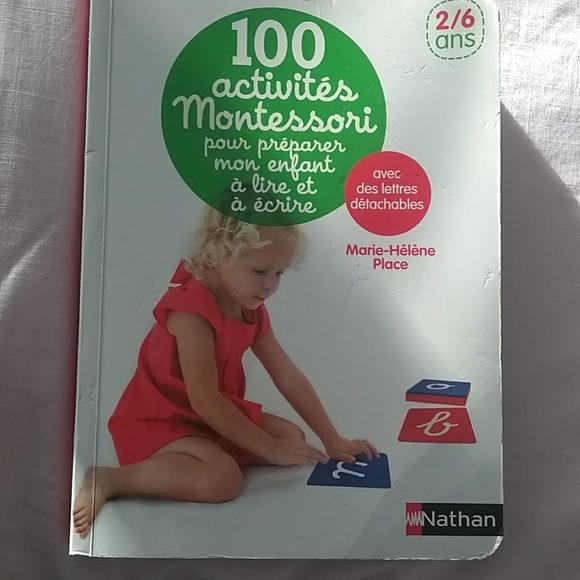 2/6
ans
100
activités
Montessori
pour préparer
mon enfant
à lire et
à écrire
avec
des lettres
détachables
Marie-Hélène
Place
a
b
n
Nathan